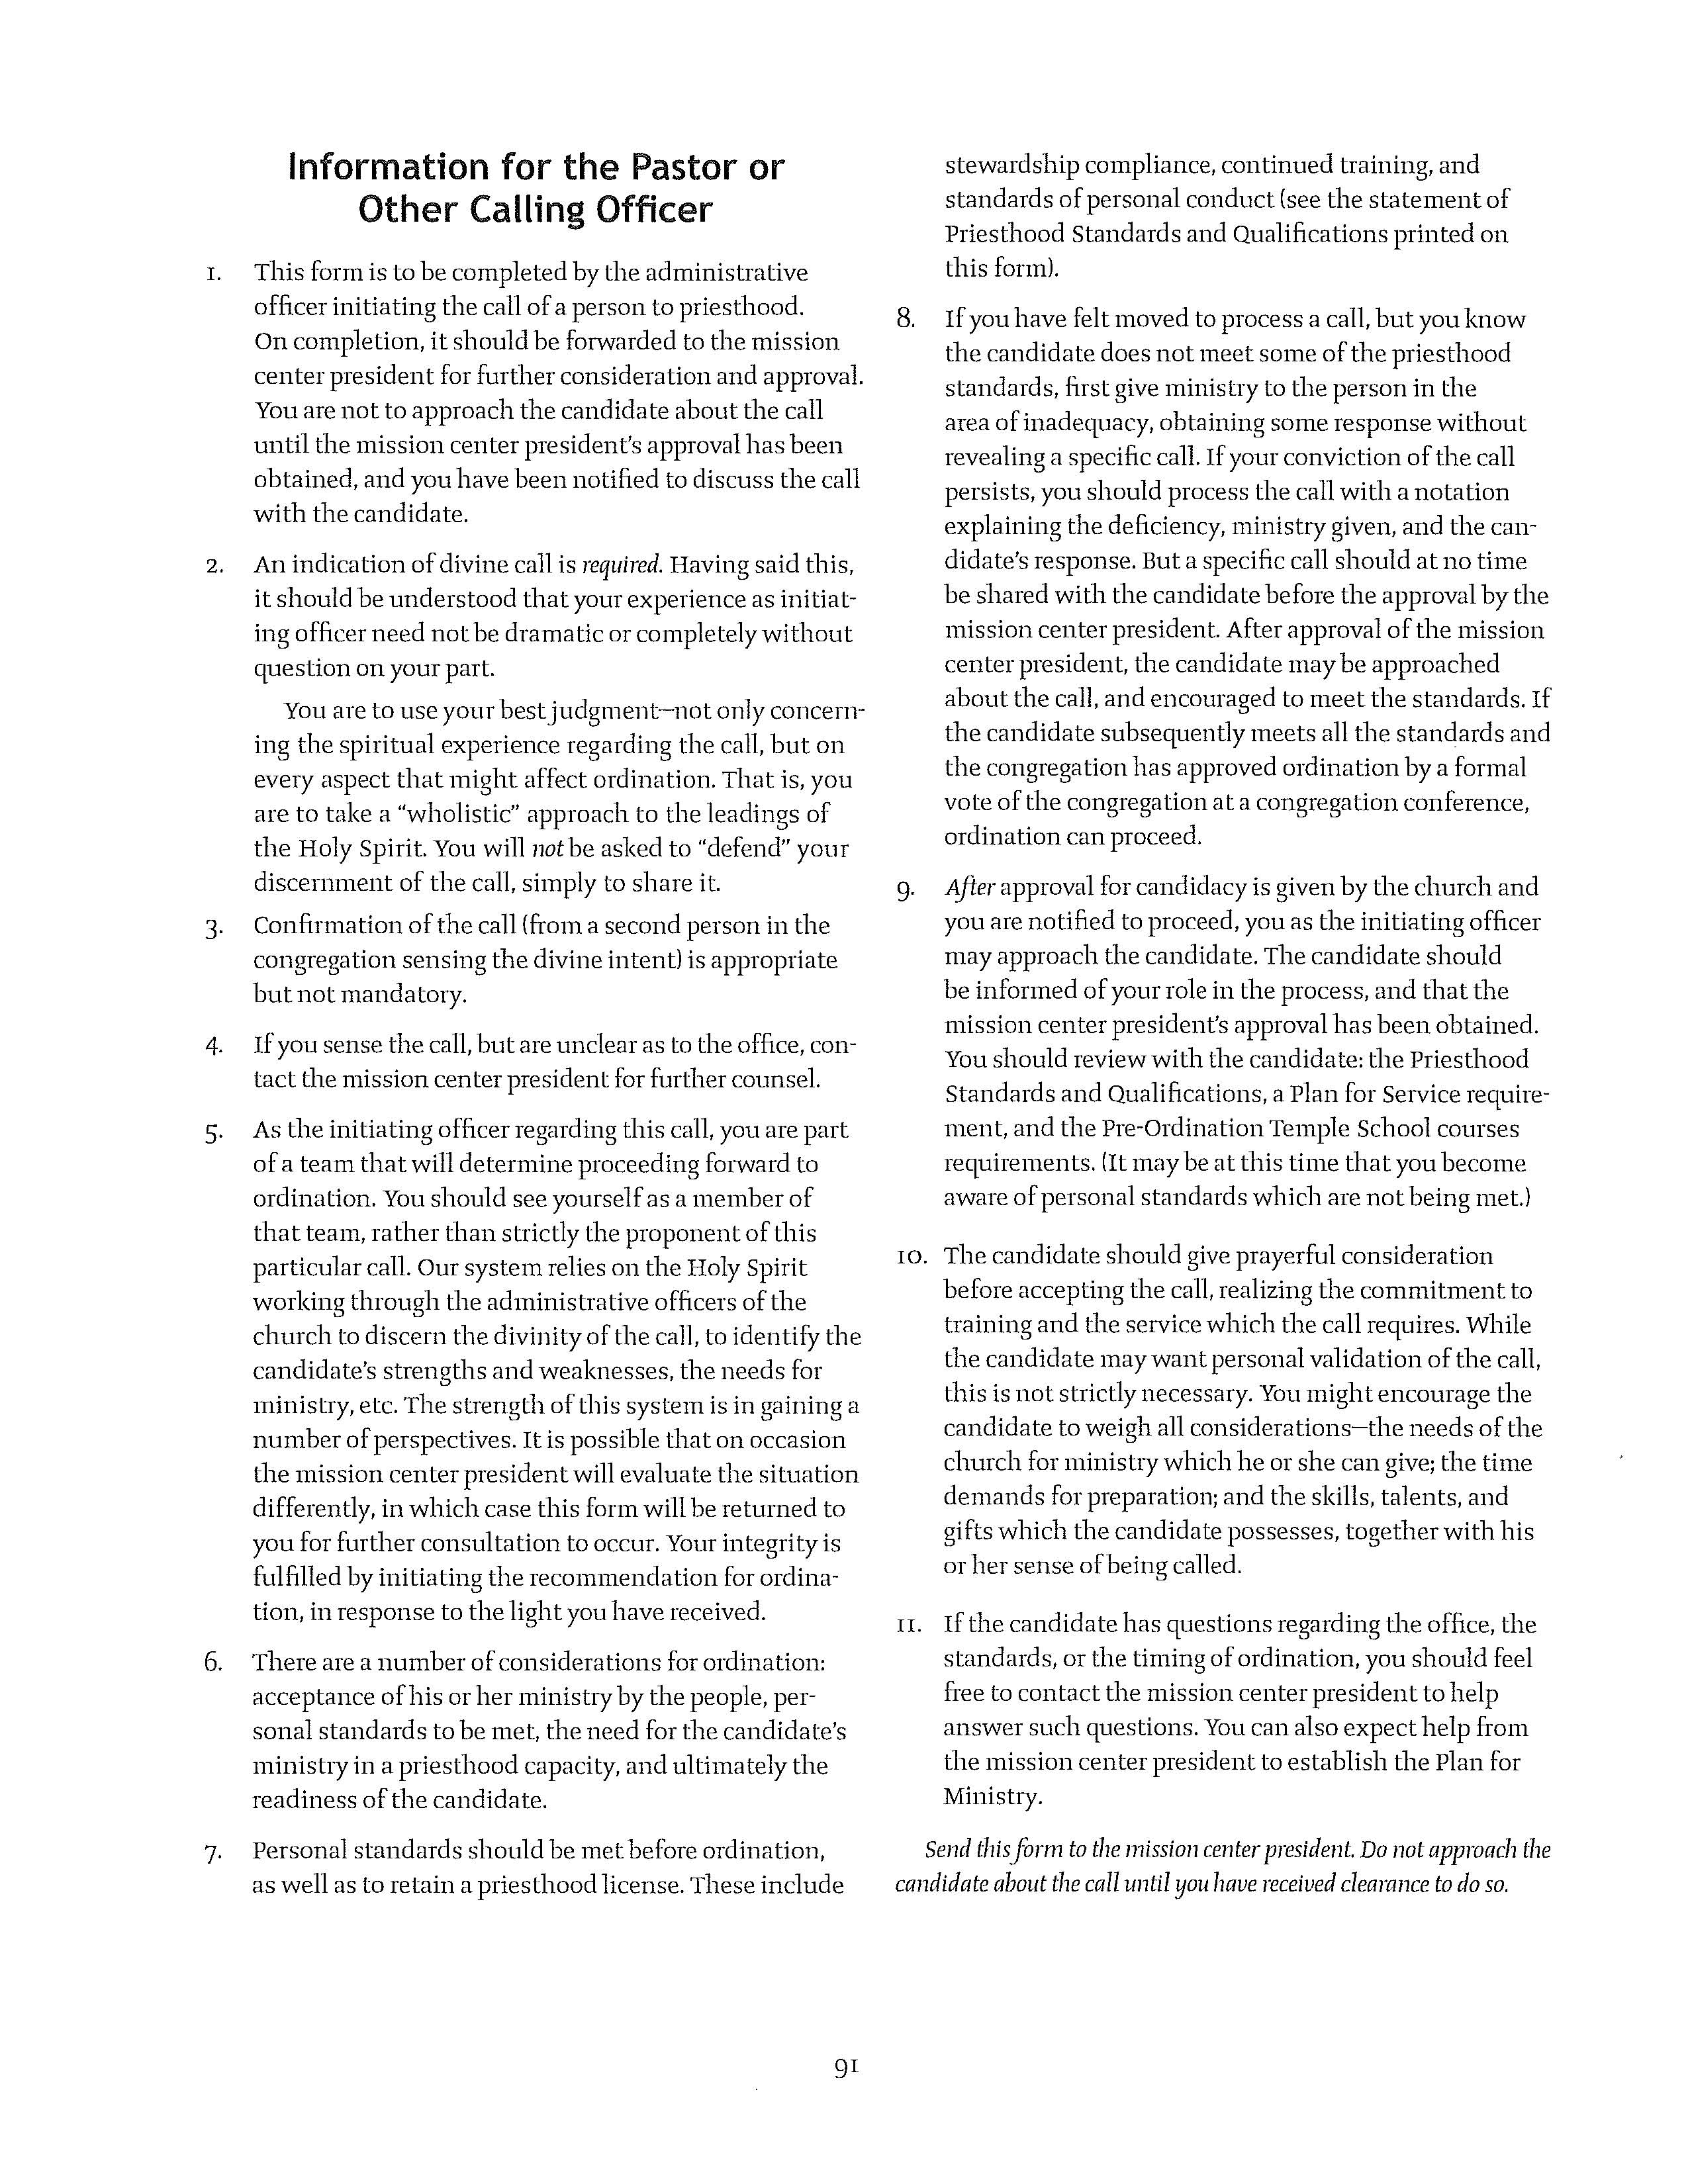 Information for the Pastor or
Other Calling Officer
1. This form is to be completed by the administrative
officer initiating the call of a person to priesthood.
On completion, it should be forwarded to the mission
center president for further consideration and approval.
You are not to approach the candidate about the call
until the mission center president's approval has been
obtained, and you have been notified to discuss the call
with the candidate.
2. An indication of divine call is required. Having said this,
it should be understood that your experience as initiat-
ing officer need not be dramatic or completely without
question on your part.
You are to use your best judgment—not only concern-
ing the spiritual experience regarding the call, but on
every aspect that might affect ordination. That is, you
are to take a “wholistic” approach to the leadings of
the Holy Spirit. You will not be asked to “defend” your
discernment of the call, simply to share it.
3. Confirmation of the call (from a second person in the
congregation sensing the divine intent) is appropriate
but not mandatory.
4. If you sense the call, but are unclear as to the office, con-
tact the mission center president for further counsel.
5. As the initiating officer regarding this call, you are part
of a team that will determine proceeding forward to
ordination. You should see yourself as a member of
that team, rather than strictly the proponent of this
particular call. Our system relies on the Holy Spirit
working through the administrative officers of the
church to discern the divinity of the call, to identify the
candidate's strengths and weaknesses, the needs for
ministry, etc. The strength of this system is in gaining a
number of perspectives. It is possible that on occasion
the mission center president will evaluate the situation
differently, in which case this form will be returned to
you for further consultation to occur. Your integrity is
fulfilled by initiating the recommendation for ordina-
tion, in response to the light you have received.
6. There are a number of considerations for ordination:
acceptance of his or her ministry by the people, per-
sonal standards to be met, the need for the candidate's
ministry in a priesthood capacity, and ultimately the
readiness of the candidate.
7. Personal standards should be met before ordination,
as well as to retain a priesthood license. These include
stewardship compliance, continued training, and
standards of personal conduct (see the statement of
Priesthood Standards and Qualifications printed on
this form).
8. If you have felt moved to process a call, but you know
the candidate does not meet some of the priesthood
standards, first give ministry to the person in the
area of inadequacy, obtaining some response without
revealing a specific call. If your conviction of the call
persists, you should process the call with a notation
explaining the deficiency, ministry given, and the can-
didate's response. But a specific call should at no time
be shared with the candidate before the approval by the
mission center president. After approval of the mission
center president, the candidate may be approached
about the call, and encouraged to meet the standards. If
the candidate subsequently meets all the standards and
the congregation has approved ordination by a formal
vote of the congregation at a congregation conference,
ordination can proceed.
9. After approval for candidacy is given by the church and
you are notified to proceed, you as the initiating officer
may approach the candidate. The candidate should
be informed of your role in the process, and that the
mission center president's approval has been obtained.
You should review with the candidate: the Priesthood
Standards and Qualifications, a Plan for Service require-
ment, and the Pre-Ordination Temple School courses
requirements. (It may be at this time that you become
aware of personal standards which are not being met.)
10. The candidate should give prayerful consideration
before accepting the call, realizing the commitment to
training and the service which the call requires. While
the candidate may want personal validation of the call,
this is not strictly necessary. You might encourage the
candidate to weigh all considerations—the needs of the
church for ministry which he or she can give; the time
demands for preparation; and the skills, talents, and
gifts which the candidate possesses, together with his
or her sense of being called.
11. If the candidate has questions regarding the office, the
standards, or the timing of ordination, you should feel
free to contact the mission center president to help
answer such questions. You can also expect help from
the mission center president to establish the Plan for
Ministry.
Send this form to the mission center president. Do not approach the
candidate about the call until you have received clearance to do so.
91